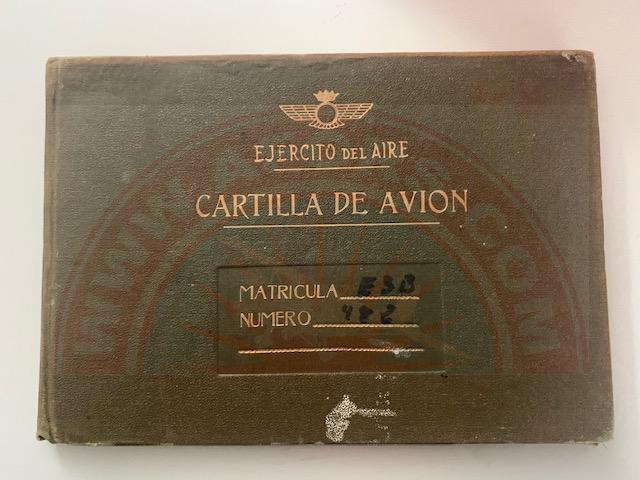 EJERCITO DEL AIRE
CARTILLA DE AVION
MATRICULA E3B
NUMERO 482